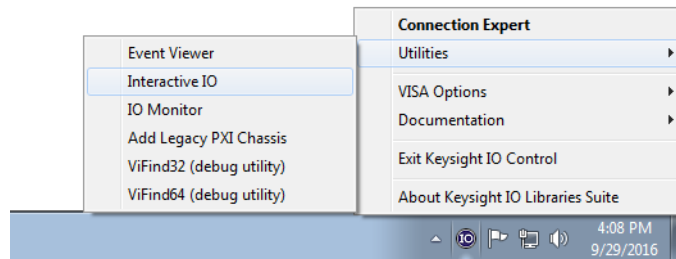 Connection Expert
Utilities
VISA Options
Documentation
Exit Keysight IO Control
About Keysight IO Libraries Suite
Event Viewer
Interactive IO
IO Monitor
Add Legacy PXI Chassis
ViFind32 (debug utility)
ViFind64 (debug utility)
IO
4:08 PM
9/29/2016